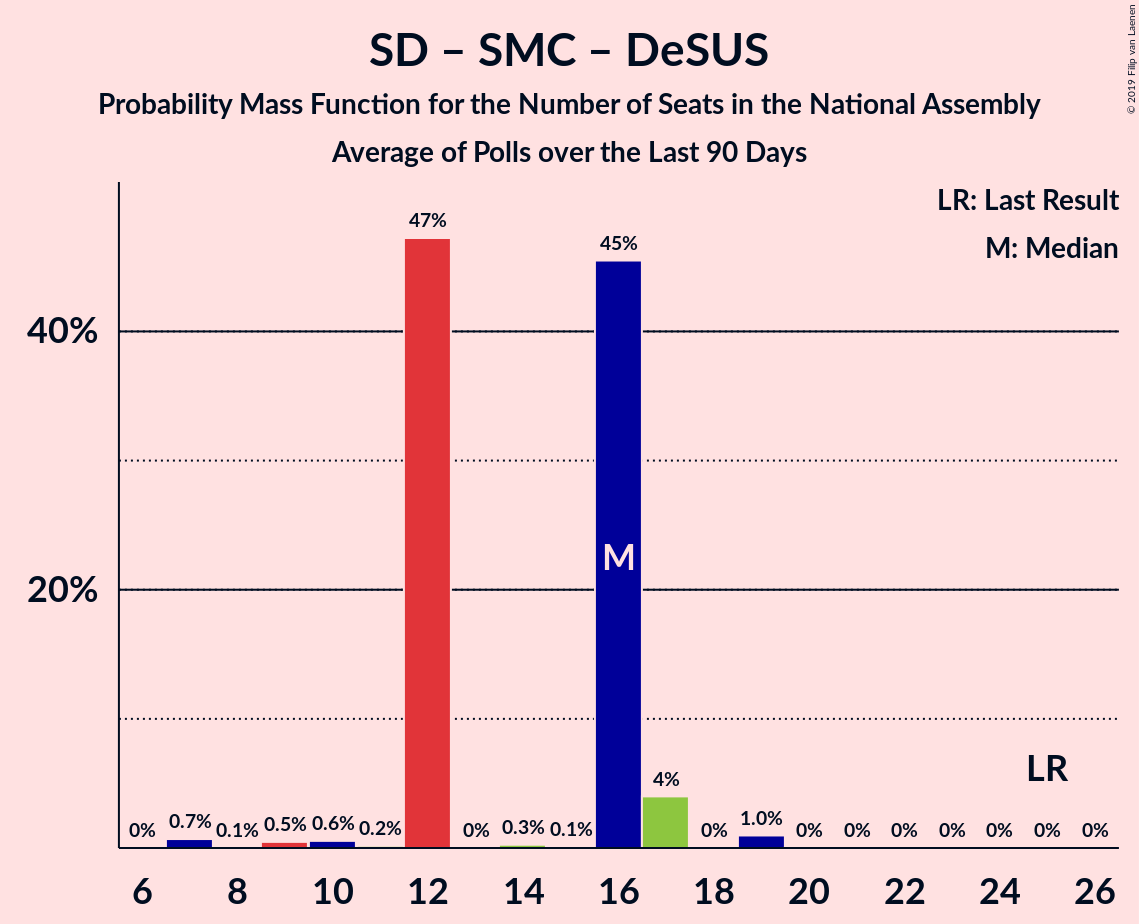 SD – SMC – DeSUS
Probability Mass Function for the Number of Seats in the National Assembly
Average of Polls over the Last 90 Days
© 2019 Filip van Laenen
LR: Last Result
M: Median
40%
20%
0% 0.7% 0.1% 0.5% 0.6% 0.2% 47% 0% 0.3% 0.1% 45% 4% 0% 1.0% 0% 0% 0% 0% 0% 0% 0%
M
LR
6 8 10 12 14 16 18 20 22 24 26